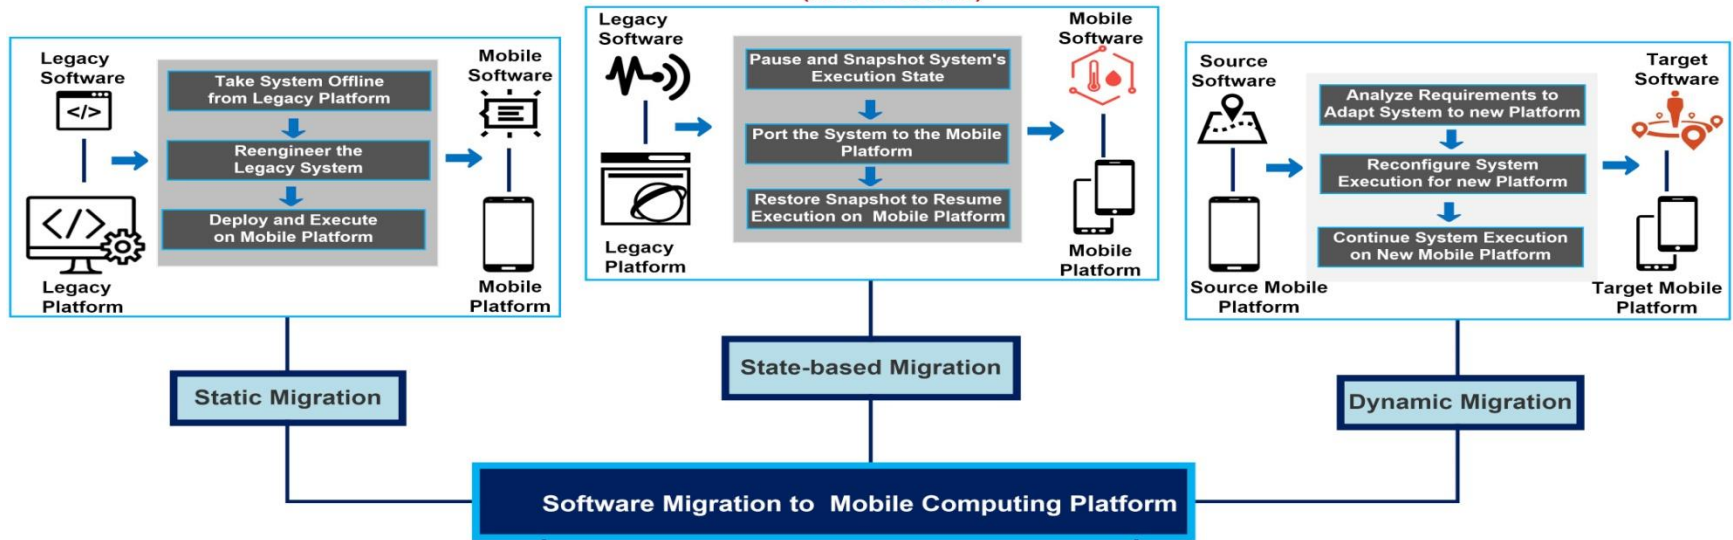 Legacy
Software
</>
</>
Legacy
Platform
Take System Offline
from Legacy Platform
Reengineer the
Legacy System
Deploy and Execute
on Mobile Platform
Mobile
Software
Mobile
Platform
Static Migration
Legacy
Software
Legacy
Platform
Pause and Snapshot System's
Execution State
Port the System to the Mobile
Platform
Restore Snapshot to Resume
Execution on Mobile Platform
Mobile
Software
Mobile
Platform
State-based Migration
Source
Software
Source Mobile
Platform
Analyze Requirements to
Adapt System to new Platform
Reconfigure System
Execution for new Platform
Continue System Execution
on New Mobile Platform
Target
Software
Target Mobile
Platform
Dynamic Migration
Software Migration to Mobile Computing Platform